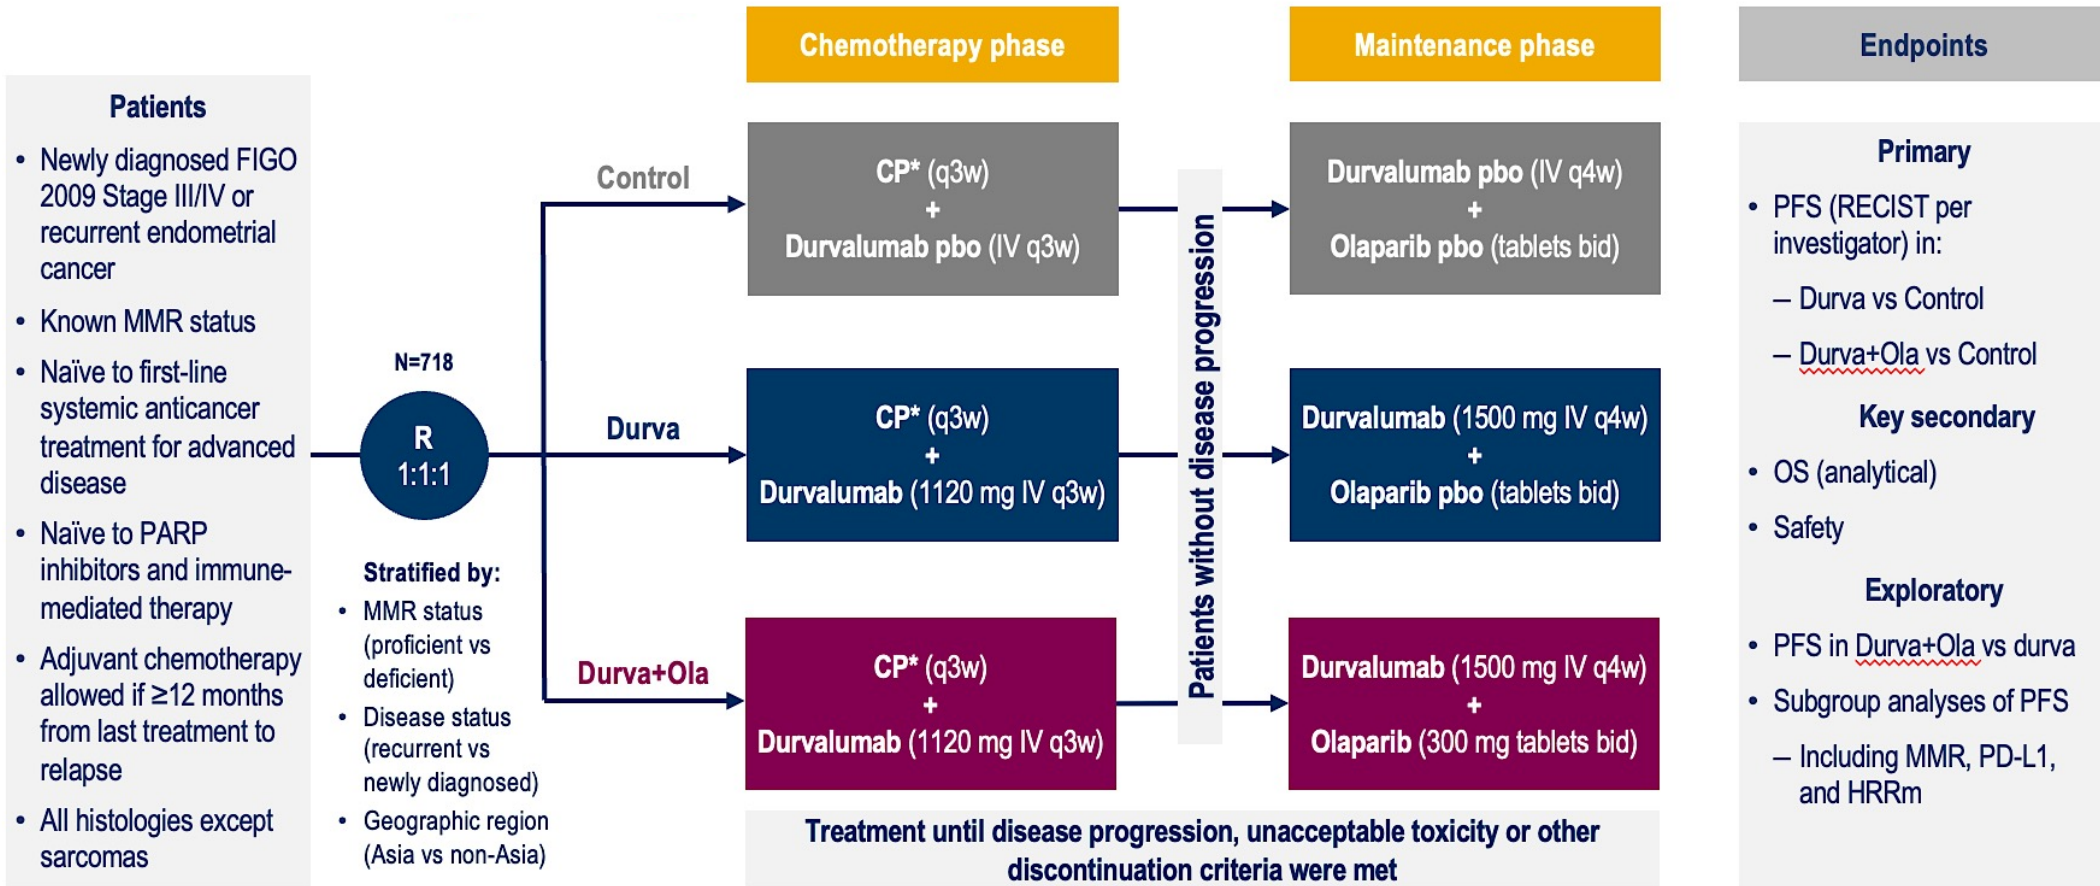 Patients
• Newly diagnosed FIGO
2009 Stage III/IV or
recurrent endometrial
cancer
• Known MMR status
• Naïve to first-line
systemic anticancer
treatment for advanced
disease
• Naïve to PARP
inhibitors and immune-
mediated therapy
• Adjuvant chemotherapy
allowed if ≥12 months
from last treatment to
relapse
• All histologies except
sarcomas
N=718
R
1:1:1
Stratified by:
• MMR status
(proficient vs
deficient)
• Disease status
(recurrent vs
newly diagnosed)
• Geographic region
(Asia vs non-Asia)
Control
Durva
Durva+Ola
Chemotherapy phase
CP* (q3w)
+
Durvalumab pbo (IV q3w)
CP* (q3w)
+
Durvalumab (1120 mg IV q3w)
CP* (q3w)
+
Durvalumab (1120 mg IV q3w)
Patients without disease progression
Maintenance phase
Durvalumab pbo (IV q4w)
+
Olaparib pbo (tablets bid)
Durvalumab (1500 mg IV q4w)
+
Olaparib pbo (tablets bid)
Durvalumab (1500 mg IV q4w)
+
Olaparib (300 mg tablets bid)
Treatment until disease progression, unacceptable toxicity or other
discontinuation criteria were met
Endpoints
Primary
• PFS (RECIST per
investigator) in:
– Durva vs Control
– Durva+Ola vs Control
Key secondary
• OS (analytical)
• Safety
Exploratory
• PFS in Durva+Ola vs durva
• Subgroup analyses of PFS
– Including MMR, PD-L1,
and HRRm